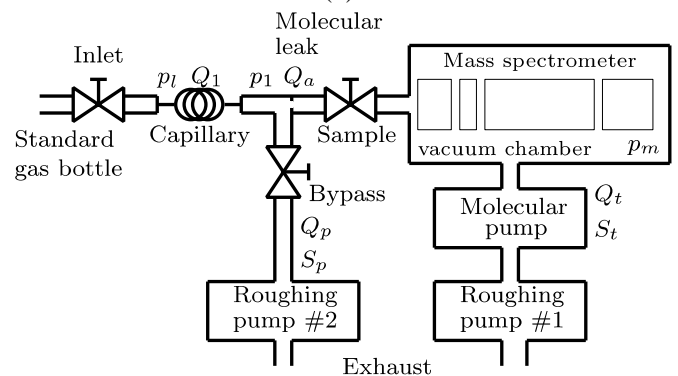 Molecular
leak
Inlet
p_l Q_1 p_1 Q_a
Mass spectrometer
Standard
gas bottle
Capillary
Sample
vacuum chamber p_m
Bypass
Q_p
S_p
Molecular
pump
Q_t
S_t
Roughing
pump #2
Roughing
pump #1
Exhaust